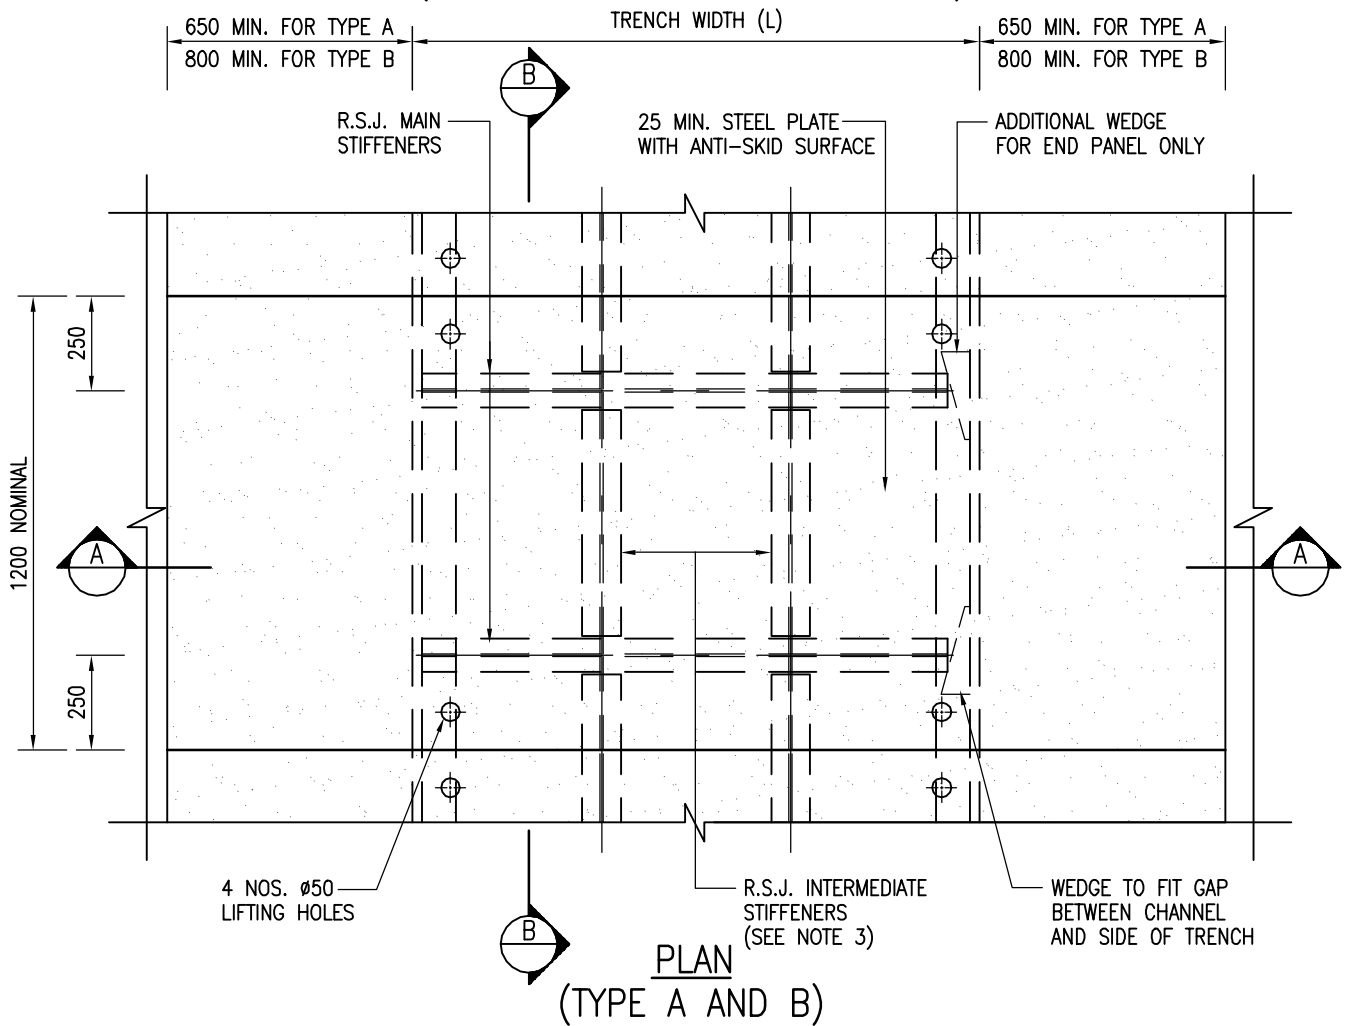 650 MIN. FOR TYPE A
800 MIN. FOR TYPE B
TRENCH WIDTH (L)
650 MIN. FOR TYPE A
800 MIN. FOR TYPE B
B
R.S.J. MAIN
STIFFENERS
25 MIN. STEEL PLATE
WITH ANTI-SKID SURFACE
ADDITIONAL WEDGE
FOR END PANEL ONLY
250
1200 NOMINAL
A
A
250
4 NOS. ø50
LIFTING HOLES
B
R.S.J. INTERMEDIATE
STIFFENERS
(SEE NOTE 3)
WEDGE TO FIT GAP
BETWEEN CHANNEL
AND SIDE OF TRENCH
PLAN
(TYPE A AND B)